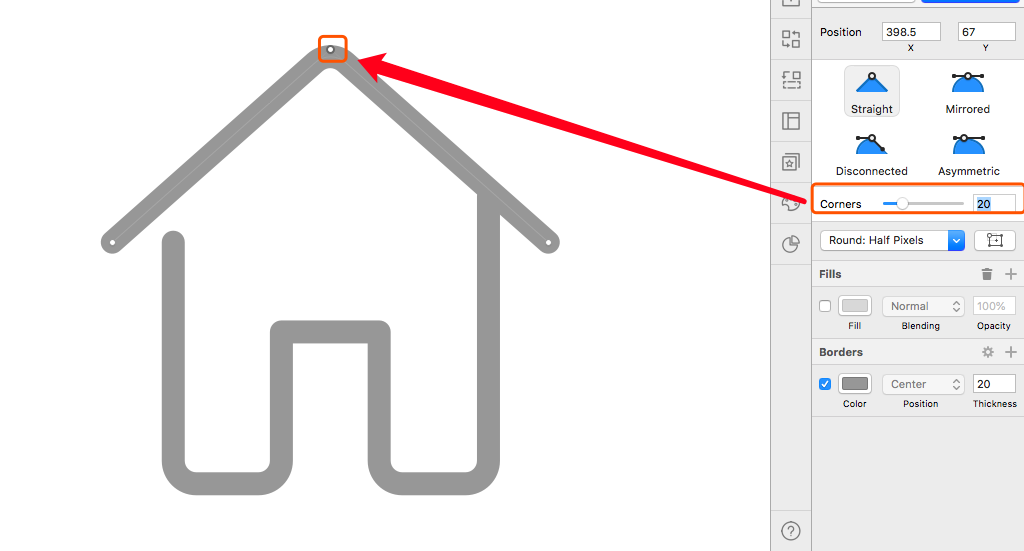 Position
398.5
67
X
Y
Straight
Mirrored
Disconnected
Asymmetric
Corners
20
Round: Half Pixels
Fills
Normal
100%
Fill
Blending
Opacity
Borders
Center
20
Color
Position
Thickness
?